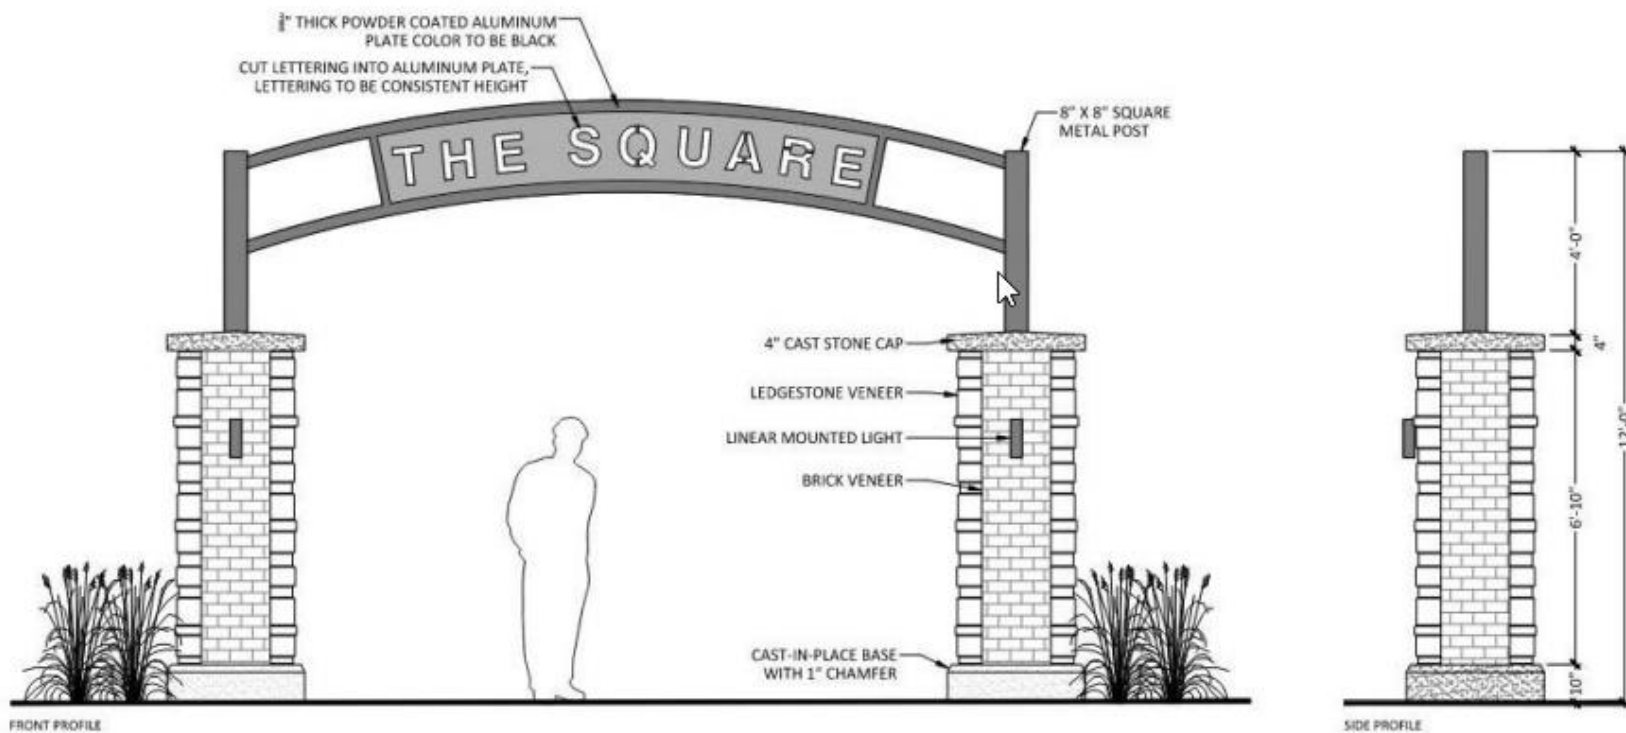 " THICK POWDER COATED ALUMINUM
PLATE COLOR TO BE BLACK
CUT LETTERING INTO ALUMINUM PLATE,
LETTERING TO BE CONSISTENT HEIGHT
THE SQUARE
8" X 8" SQUARE
METAL POST
4" CAST STONE CAP
LEDGESTONE VENEER
LINEAR MOUNTED LIGHT
BRICK VENEER
CAST-IN-PLACE BASE
WITH 1" CHAMFER
FRONT PROFILE
4'-0"
4"
12'-0"
6'-10"
10"
SIDE PROFILE